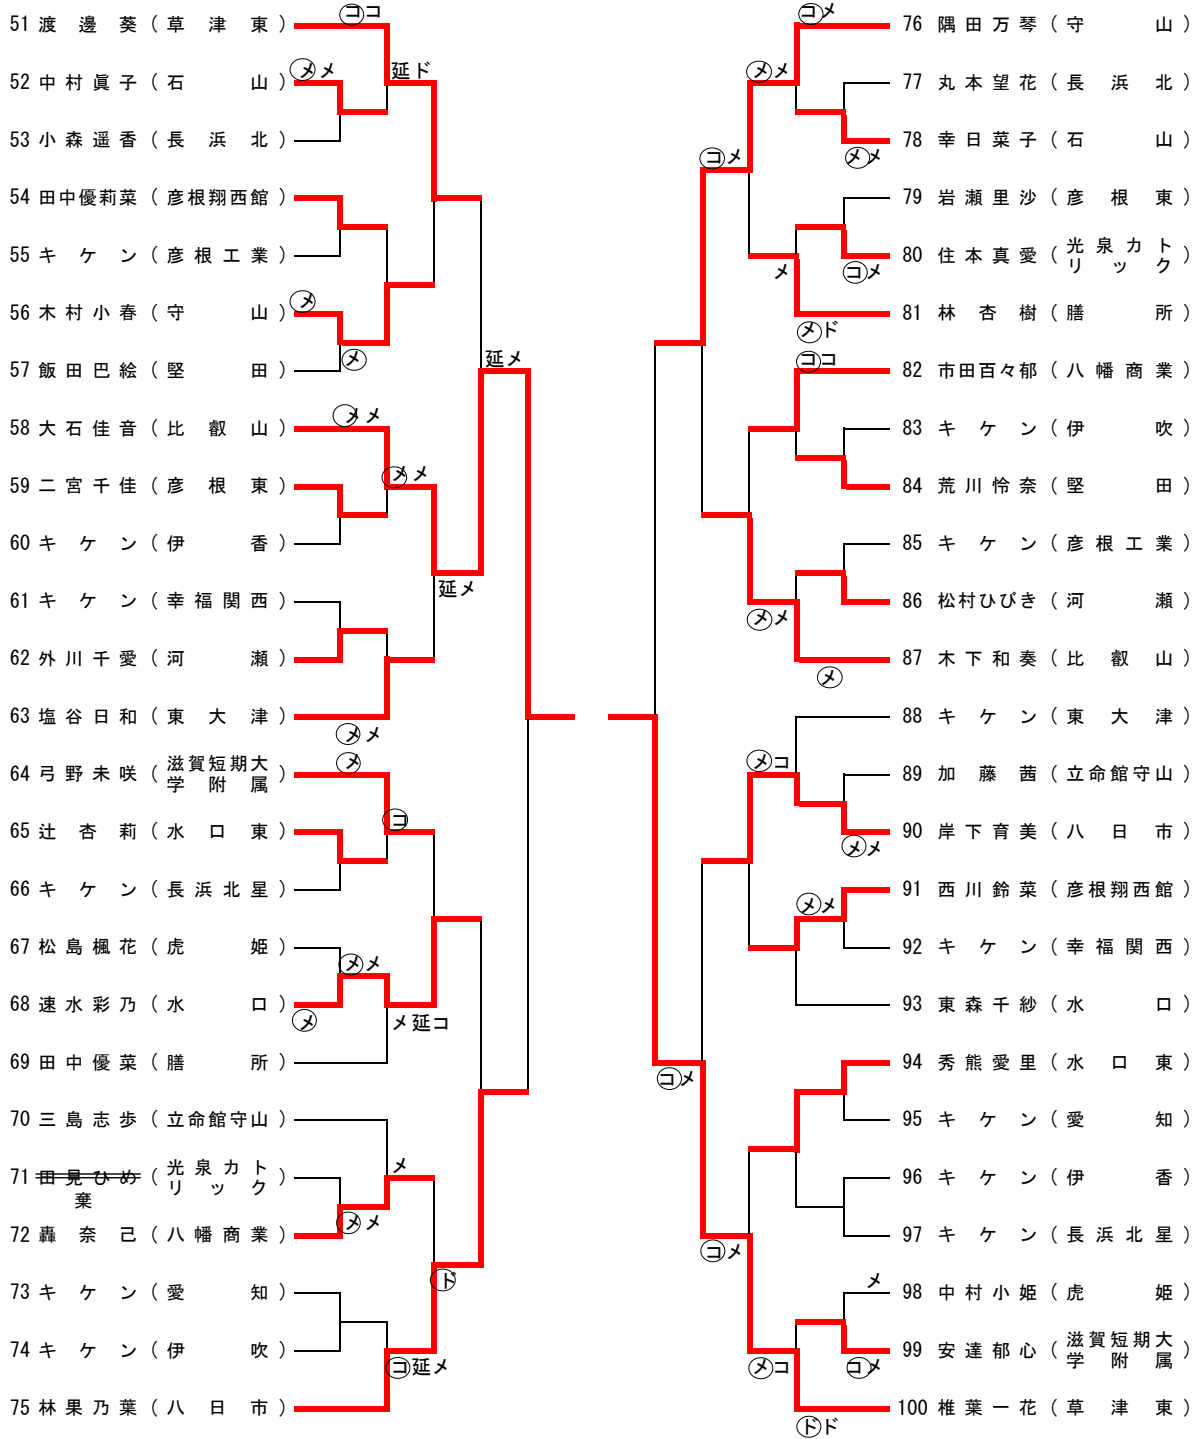 51 渡邊葵 (草津東)
㋙コ
52 中村眞子 (石山)
㋱メ
延ド
53 小森遥香 (長浜北)
54 田中優莉菜 (彦根翔西館)
55 キケン (彦根工業)
56 木村小春 (守山)
㋱
57 飯田巴絵 (堅田)
㋱
延メ
58 大石佳音 (比叡山)
㋱メ
59 二宮千佳 (彦根東)
㋱メ
60 キケン (伊香)
延メ
61 キケン (幸福関西)
62 外川千愛 (河瀬)
63 塩谷日和 (東大津)
㋱メ
64 弓野未咲 (滋賀短期大学附属)
㋱
65 辻杏莉 (水口東)
㋙
66 キケン (長浜北星)
67 松島楓花 (虎姫)
㋱メ
68 速水彩乃 (水口)
㋱
メ延コ
69 田中優菜 (膳所)
70 三島志歩 (立命館守山)
71 田見ひめ (光泉カトリック)
棄
メ
72 轟奈己 (八幡商業)
㋱メ
73 キケン (愛知)
ⓕド
74 キケン (伊吹)
㋙延メ
75 林果乃葉 (八日市)
㋙メ
76 隅田万琴 (守山)
㋱メ
77 丸本望花 (長浜北)
78 幸日菜子 (石山)
㋱メ
㋙メ
79 岩瀬里沙 (彦根東)
80 住本真愛 (光泉カトリック)
㋙メ
メ
81 林杏樹 (膳所)
㋱ド
82 市田百々郁 (八幡商業)
㋙コ
83 キケン (伊吹)
84 荒川怜奈 (堅田)
85 キケン (彦根工業)
86 松村ひびき (河瀬)
㋱メ
87 木下和奏 (比叡山)
㋱
88 キケン (東大津)
㋱コ
89 加藤茜 (立命館守山)
90 岸下育美 (八日市)
㋱メ
91 西川鈴菜 (彦根翔西館)
㋱メ
92 キケン (幸福関西)
93 東森千紗 (水口)
94 秀熊愛里 (水口東)
㋙メ
95 キケン (愛知)
96 キケン (伊香)
97 キケン (長浜北星)
㋙メ
98 中村小姫 (虎姫)
メ
99 安達郁心 (滋賀短期大学附属)
㋙メ
㋱コ
100 椎葉一花 (草津東)
ドド